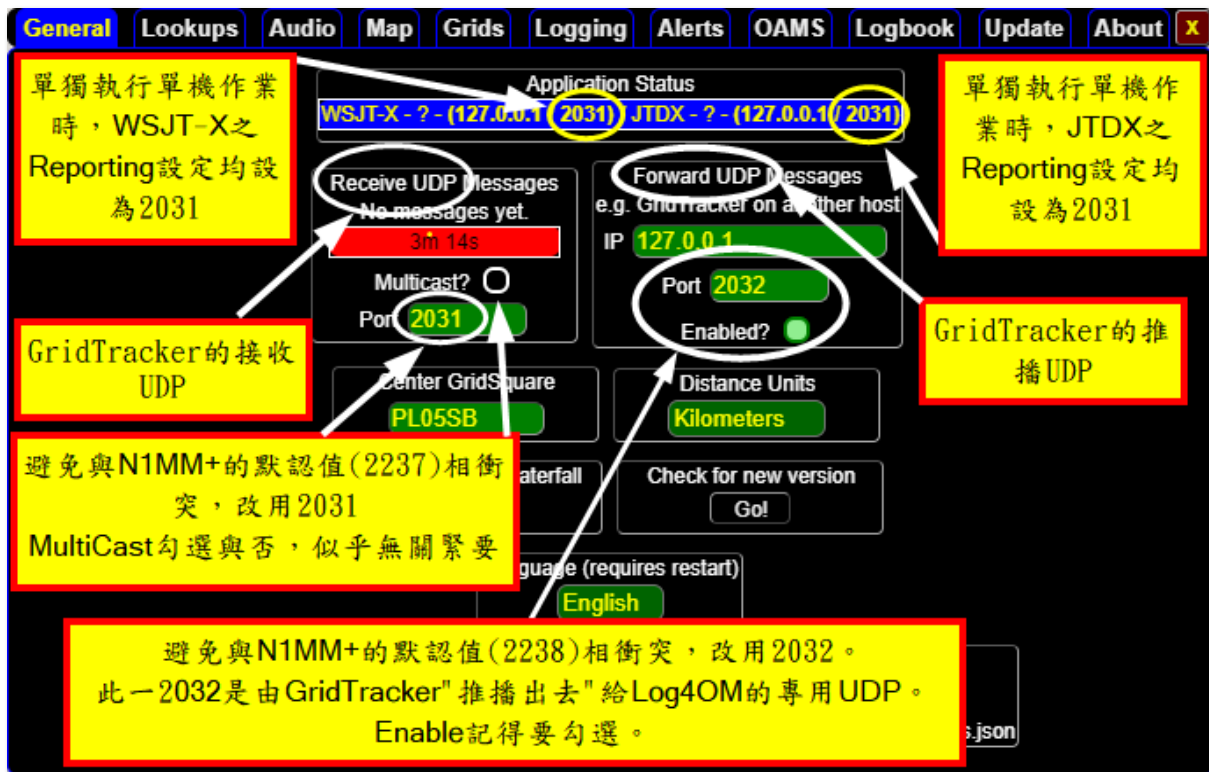 General Lookups Audio Map Grids Logging Alerts OAMS Logbook Update About X
單獨執行單機作業
時，WSJT-X之
Reporting設定均設
為2031
Application Status
WSJT-X - ? - (127.0.0.1 / 2031) / JTDX - ? - (127.0.0.1 / 2031)
單獨執行單機作
業時，JTDX之
Reporting設定均
設為2031
Receive UDP Messages
No messages yet.
3m 14s
Multicast?
Port 2031
Forward UDP Messages
e.g. GridTracker on another host
IP 127.0.0.1
Port 2032
Enabled?
GridTracker的接收
UDP
GridTracker的推
播UDP
Center GridSquare
PL05SB
Distance Units
Kilometers
避免與N1MM+的默認值(2237)相衝
突，改用2031
MultiCast勾選與否，似乎無關緊要
aterfall
Check for new version
Go!
guage (requires restart)
English
避免與N1MM+的默認值(2238)相衝突，改用2032。
此一2032是由GridTracker"推播出去"給Log4OM的專用UDP。
Enable記得要勾選。
s.json